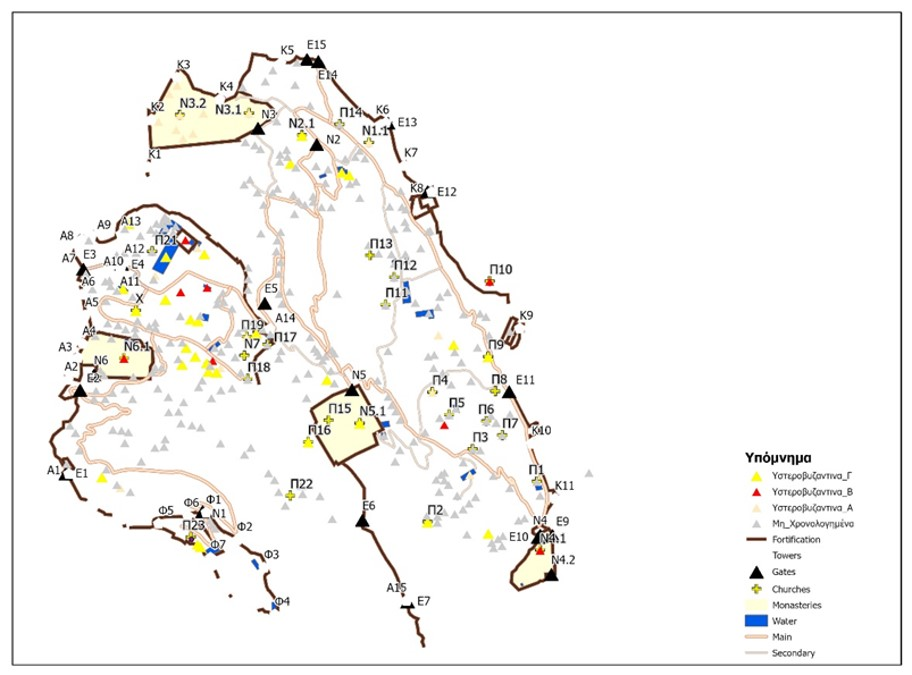 K5
E15
K3
E14
K4
K2
N3.2
N3.1
N3
Π14
K6
E13
N2.1
N1.1
N2
K1
K7
K8
E12
A13
A9
A8
Π21
A12
Π13
A7
E3
A10
E4
Π12
A6
Π10
A11
E5
X
Π11
A5
A14
K9
Π19
A4
Π17
N7
A3
N6.1
Π9
N6
A2
Π18
E2
N5
Π4
Π8
E11
Π15
N5.1
Π5
Π6
Π16
Π7
K10
Π3
A1
E1
Π1
Υπόμνημα
Π22
K11
Υστεροβυζαντινα_Γ
Φ6
Φ1
Υστεροβυζαντινα_Β
Φ5
N1
Π2
Υστεροβυζαντινα_Α
Π23
Φ2
E6
N4
E9
Μη_Χρονολογημένα
Φ7
E10
N4.1
Fortification
Φ3
N4.2
Towers
Gates
A15
E7
Churches
Φ4
Monasteries
Water
Main
Secondary